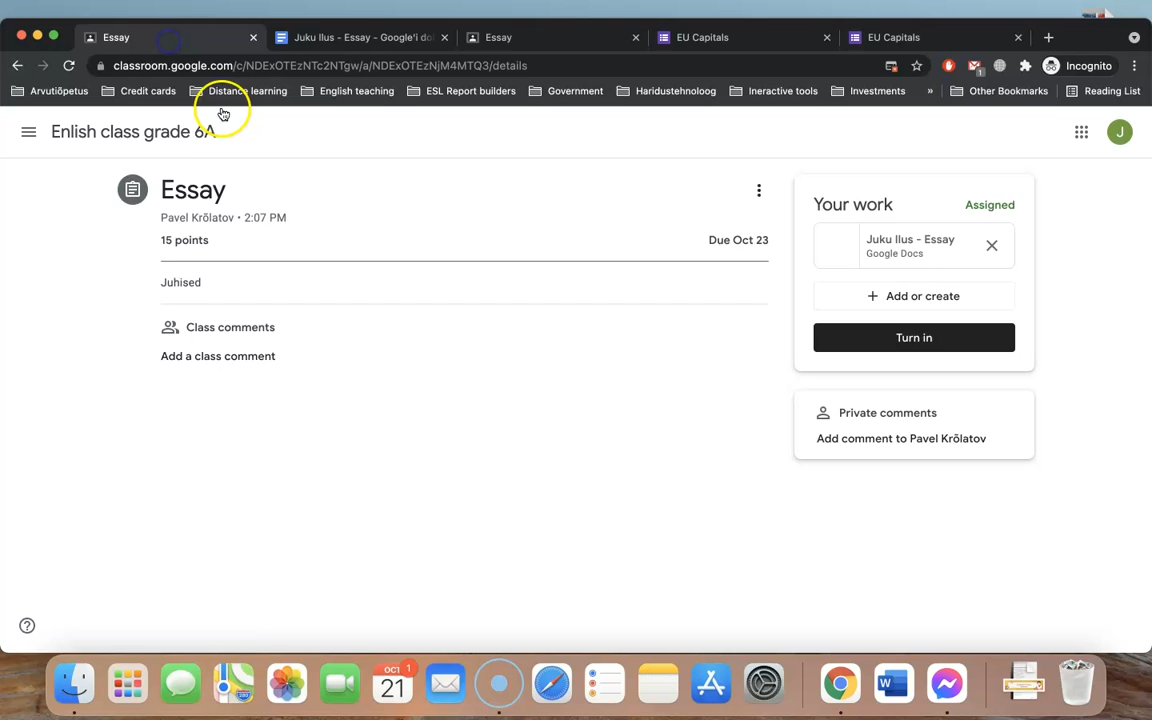 Essay
Juku Ilus - Essay - Google'i do
Essay
EU Capitals
EU Capitals
classroom.google.com/c/NDExOTEzNTc2NTgw/a/NDExOTEzNjM4MTQ3/details
Incognito
Arvutiõpetus
Credit cards
Distance learning
English teaching
ESL Report builders
Government
Haridustehnoloog
Ineractive tools
Investments
»
Other Bookmarks
Reading List
Enlish class grade 6A
J
Essay
Pavel Krõlatov • 2:07 PM
15 points
Due Oct 23
Juhised
Class comments
Add a class comment
Your work
Assigned
Juku Ilus - Essay
Google Docs
+ Add or create
Turn in
Private comments
Add comment to Pavel Krõlatov
OCT
21
1